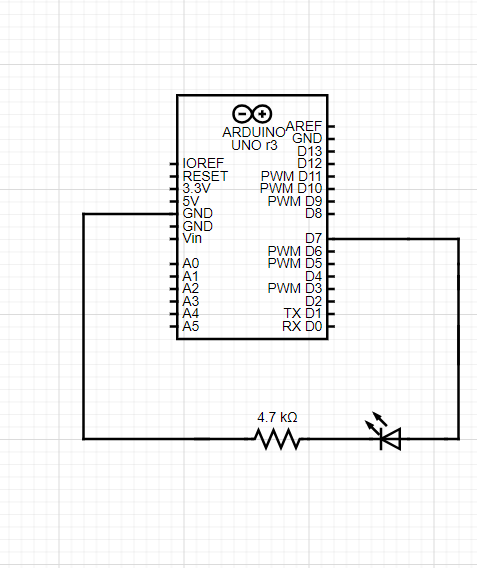 ARDUINO
UNO r3
IOREF
RESET
3.3V
5V
GND
GND
Vin
A0
A1
A2
A3
A4
A5
AREF
GND
D13
D12
PWM D11
PWM D10
PWM D9
D8
D7
PWM D6
PWM D5
D4
PWM D3
D2
TX D1
RX D0
4.7 kΩ